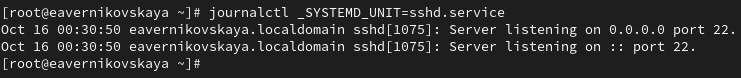 [root@eavernikovskaya ~]# journalctl _SYSTEMD_UNIT=sshd.service
Oct 16 00:30:50 eavernikovskaya.localdomain sshd[1075]: Server listening on 0.0.0.0 port 22.
Oct 16 00:30:50 eavernikovskaya.localdomain sshd[1075]: Server listening on :: port 22.
[root@eavernikovskaya ~]#